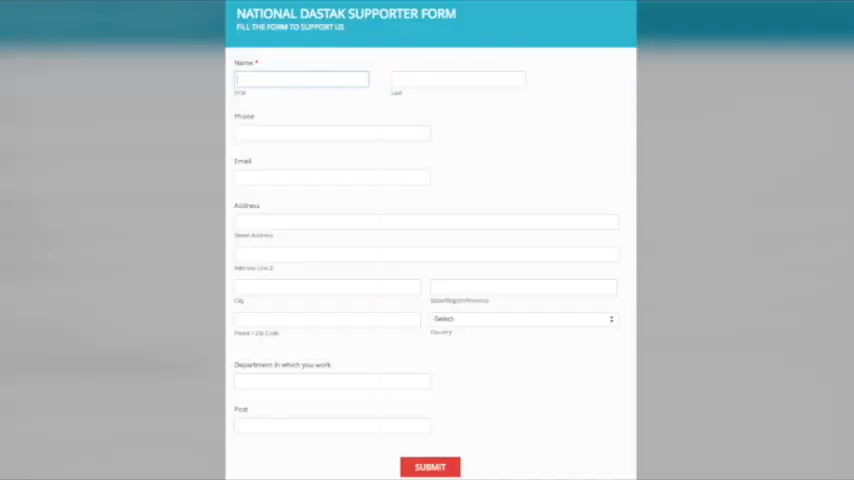 NATIONAL DASTAK SUPPORTER FORM
FILL THE FORM TO SUPPORT US
Name *
First
Last
Phone
Email
Address
Street Address
Address Line 2
City
State/Region/Province
Postal / Zip Code
-Select-
Country
Department in which you work
Post
SUBMIT